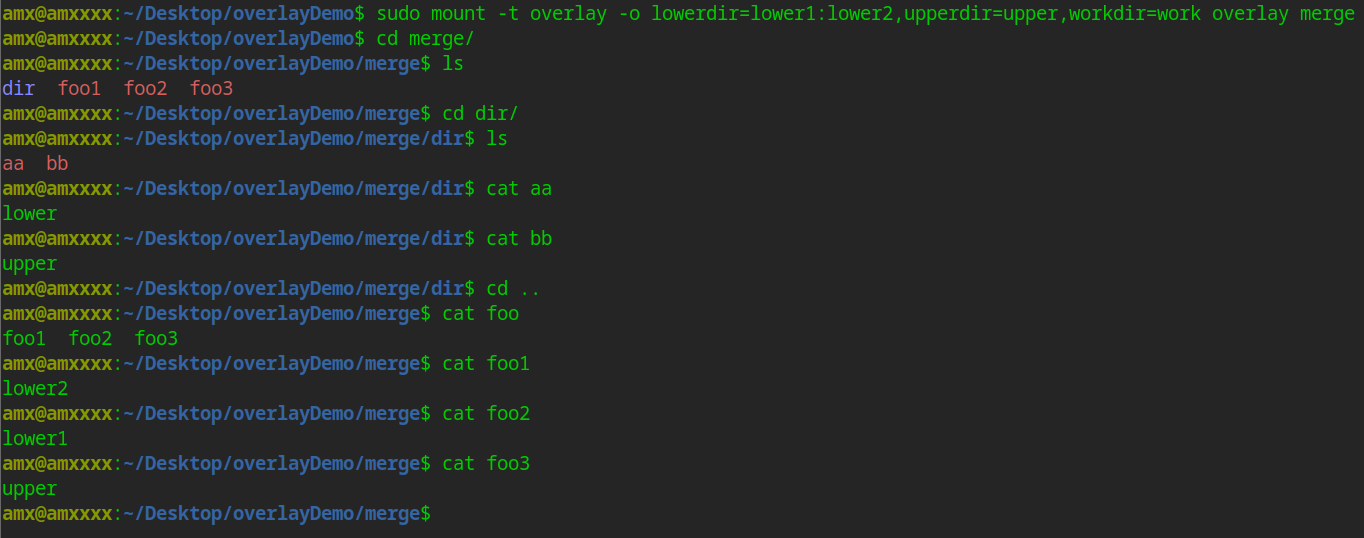 amx@amxxxx:~/Desktop/overlayDemo$ sudo mount -t overlay -o lowerdir=lower1:lower2,upperdir=upper,workdir=work overlay merge
amx@amxxxx:~/Desktop/overlayDemo$ cd merge/
amx@amxxxx:~/Desktop/overlayDemo/merge$ ls
dir  foo1  foo2  foo3
amx@amxxxx:~/Desktop/overlayDemo/merge$ cd dir/
amx@amxxxx:~/Desktop/overlayDemo/merge/dir$ ls
aa  bb
amx@amxxxx:~/Desktop/overlayDemo/merge/dir$ cat aa
lower
amx@amxxxx:~/Desktop/overlayDemo/merge/dir$ cat bb
upper
amx@amxxxx:~/Desktop/overlayDemo/merge/dir$ cd ..
amx@amxxxx:~/Desktop/overlayDemo/merge$ cat foo
foo1  foo2  foo3
amx@amxxxx:~/Desktop/overlayDemo/merge$ cat foo1
lower2
amx@amxxxx:~/Desktop/overlayDemo/merge$ cat foo2
lower1
amx@amxxxx:~/Desktop/overlayDemo/merge$ cat foo3
upper
amx@amxxxx:~/Desktop/overlayDemo/merge$